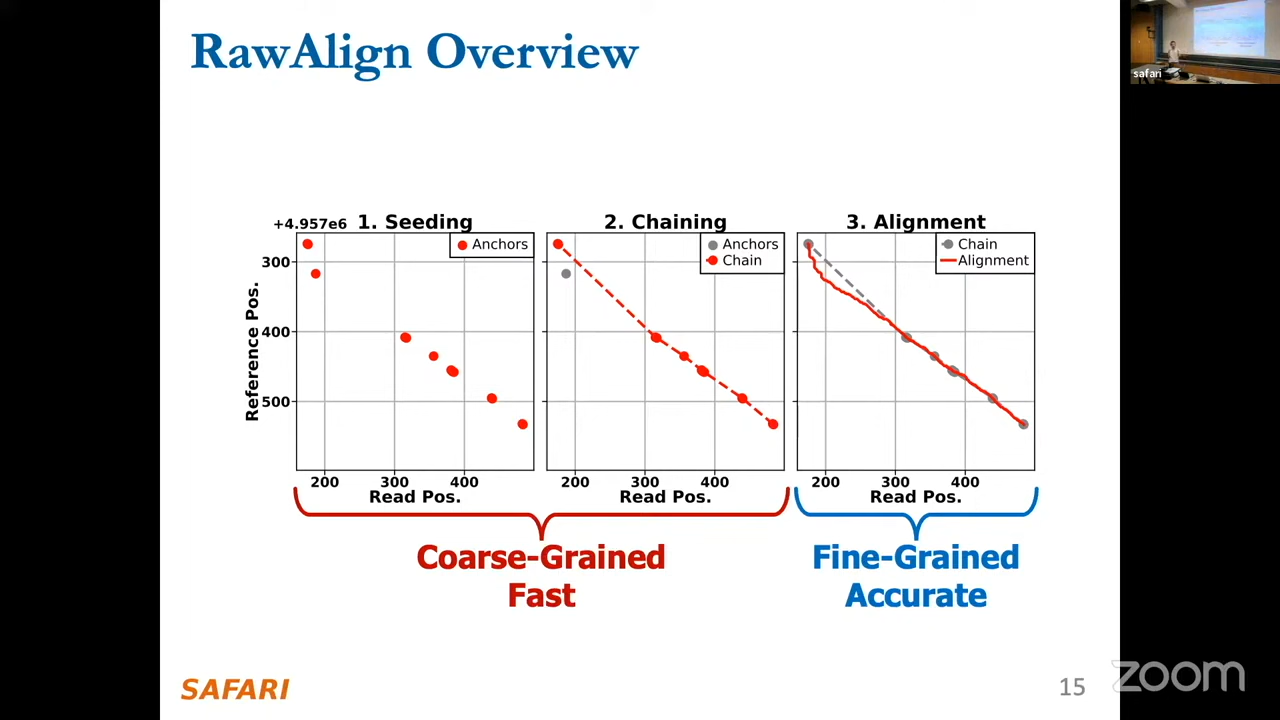 RawAlign Overview
safari
+4.957e6
1. Seeding
Anchors
300
400
500
Reference Pos.
200
300
400
Read Pos.
2. Chaining
Anchors
Chain
200
300
400
Read Pos.
3. Alignment
Chain
Alignment
200
300
400
Read Pos.
Coarse-Grained
Fast
Fine-Grained
Accurate
SAFARI
15
zoom